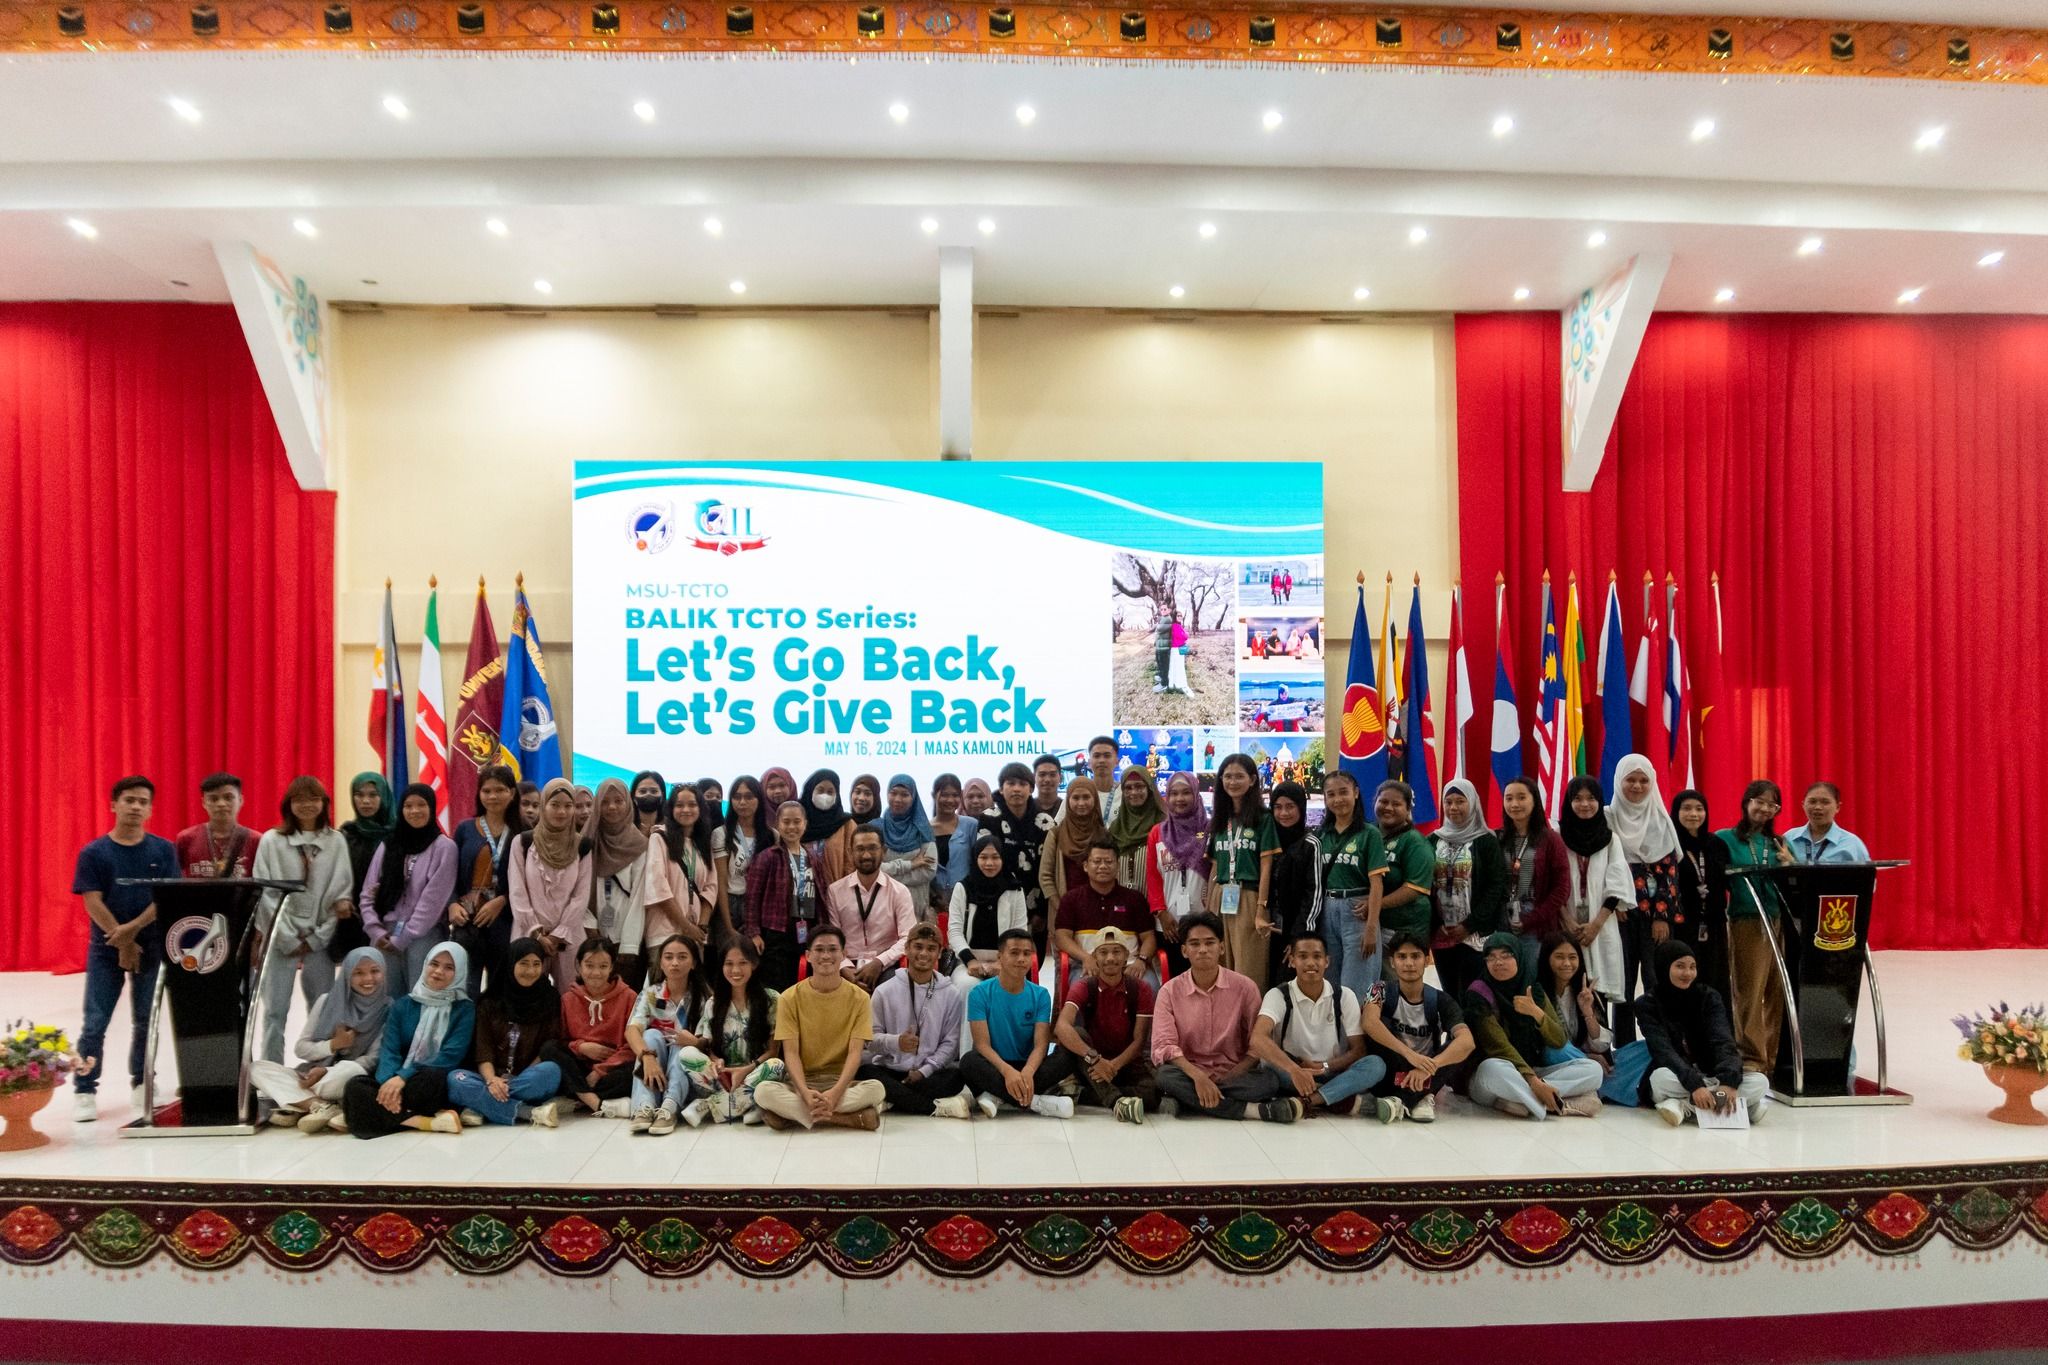 MSU-TCTO
BALIK TCTO Series:
Let's Go Back,
Let's Give Back
MAY 16, 2024 | MAAS KAMLON HALL